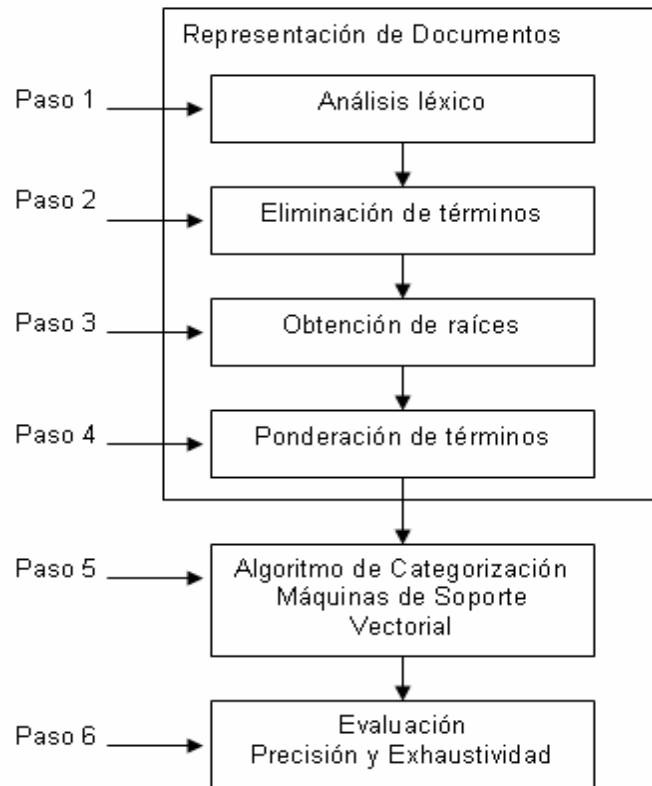 Representación de Documentos
Paso 1
Análisis léxico
Paso 2
Eliminación de términos
Paso 3
Obtención de raíces
Paso 4
Ponderación de términos
Paso 5
Algoritmo de Categorización
Máquinas de Soporte
Vectorial
Paso 6
Evaluación
Precisión y Exhaustividad